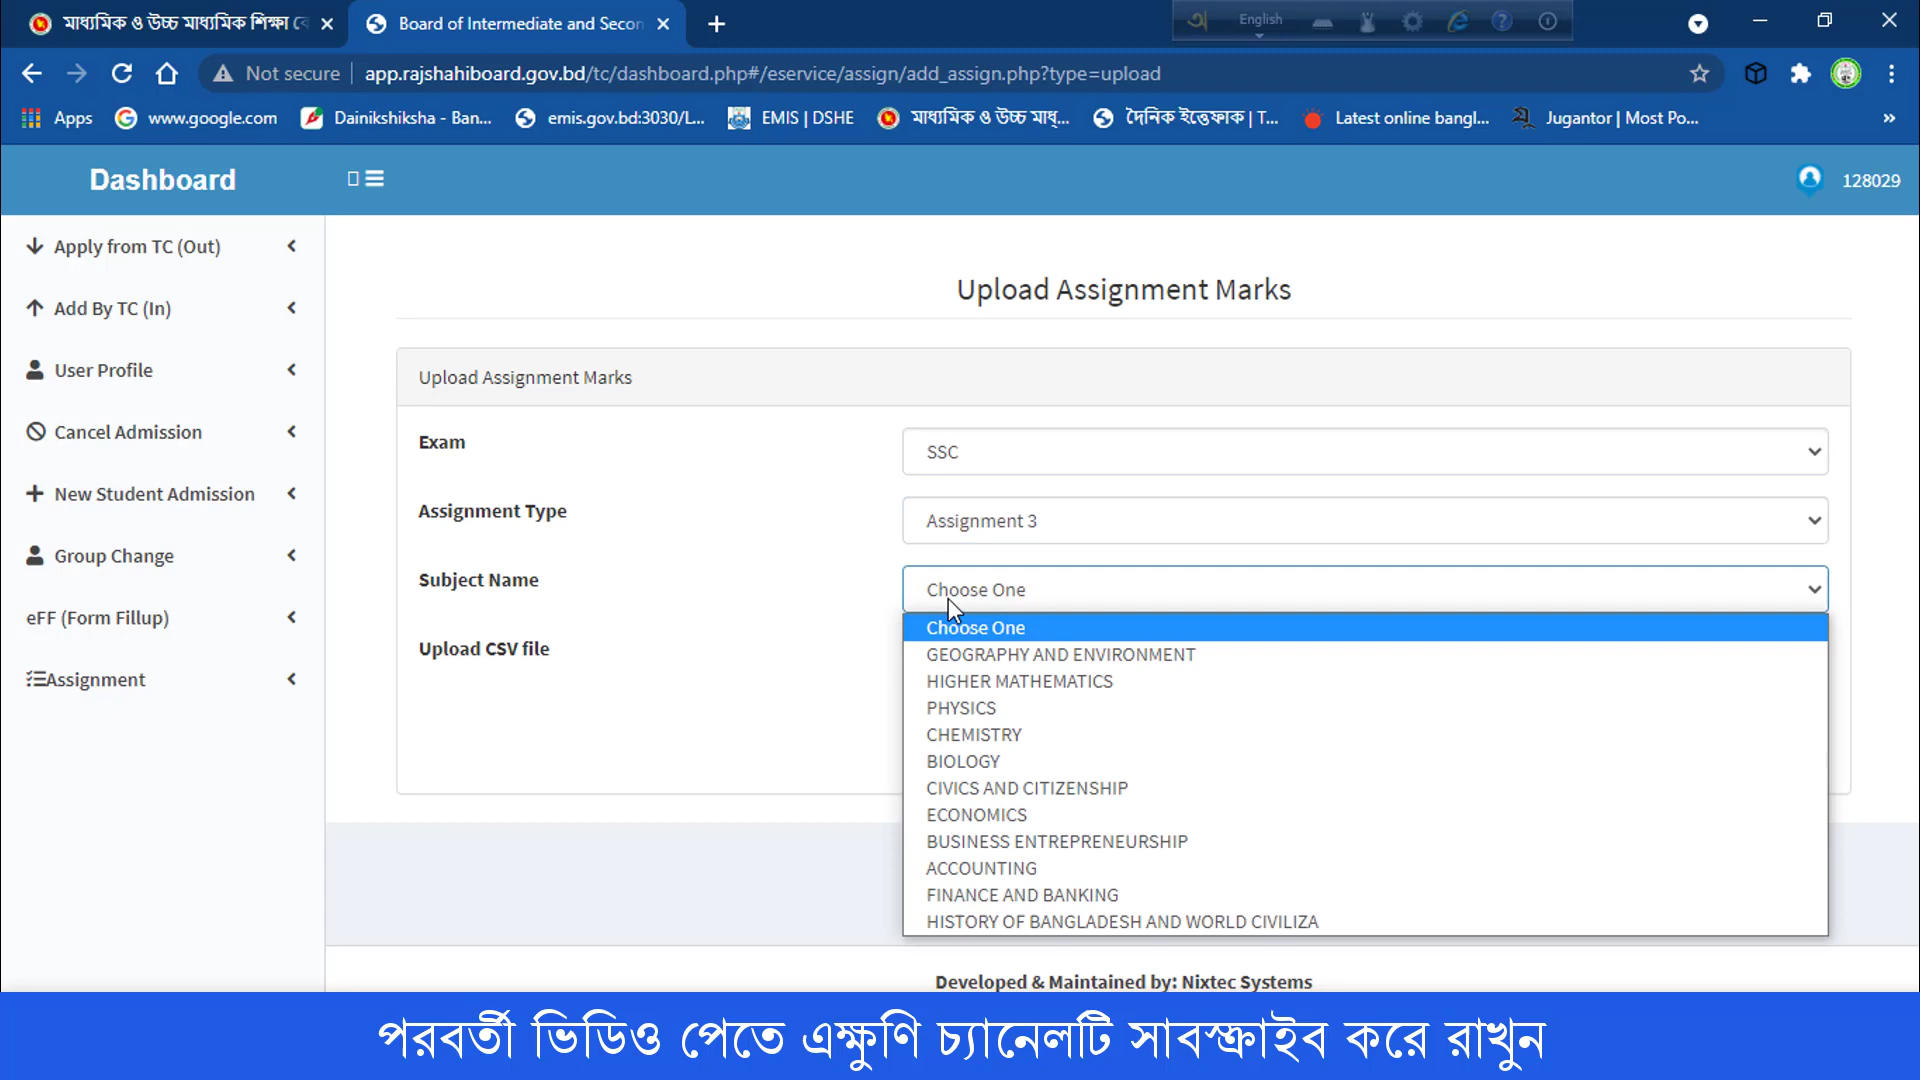 মাধ্যমিক ও উচ্চ মাধ্যমিক শিক্ষা বো
Board of Intermediate and Secon
English
Not secure
app.rajshahiboard.gov.bd/tc/dashboard.php#/eservice/assign/add_assign.php?type=upload
Apps
www.google.com
Dainikshiksha - Ban...
emis.gov.bd:3030/L...
EMIS | DSHE
মাধ্যমিক ও উচ্চ মাধ্...
দৈনিক ইত্তেফাক | T...
Latest online bangl...
Jugantor | Most Po...
»
Dashboard
128029
Apply from TC (Out)
Add By TC (In)
User Profile
Cancel Admission
New Student Admission
Group Change
eFF (Form Fillup)
Assignment
Upload Assignment Marks
Upload Assignment Marks
Exam
SSC
Assignment Type
Assignment 3
Subject Name
Choose One
Choose One
GEOGRAPHY AND ENVIRONMENT
HIGHER MATHEMATICS
PHYSICS
CHEMISTRY
BIOLOGY
CIVICS AND CITIZENSHIP
ECONOMICS
BUSINESS ENTREPRENEURSHIP
ACCOUNTING
FINANCE AND BANKING
HISTORY OF BANGLADESH AND WORLD CIVILIZA
Upload CSV file
Developed & Maintained by: Nixtec Systems
পরবর্তী ভিডিও পেতে এক্ষুণি চ্যানেলটি সাবস্ক্রাইব করে রাখুন